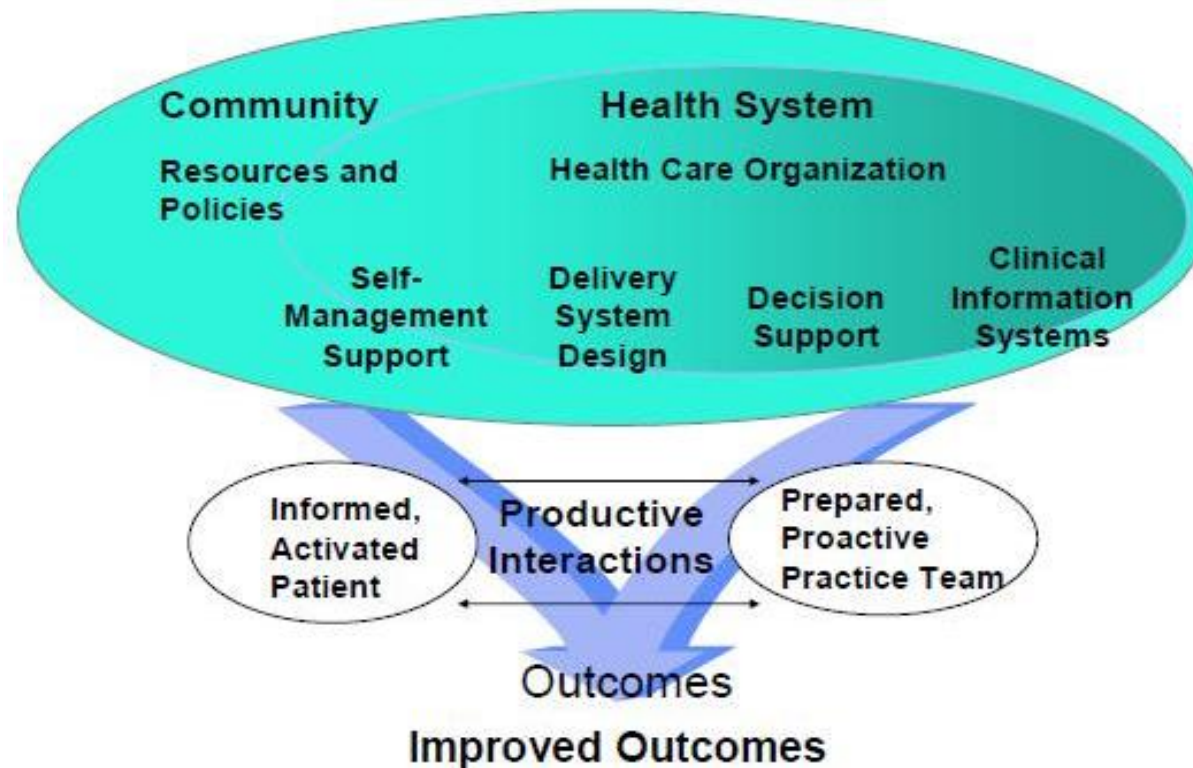 Community
Resources and
Policies
Health System
Health Care Organization
Self-
Management
Support
Delivery
System
Design
Decision
Support
Clinical
Information
Systems
Informed,
Activated
Patient
Productive
Interactions
Prepared,
Proactive
Practice Team
Outcomes
Improved Outcomes